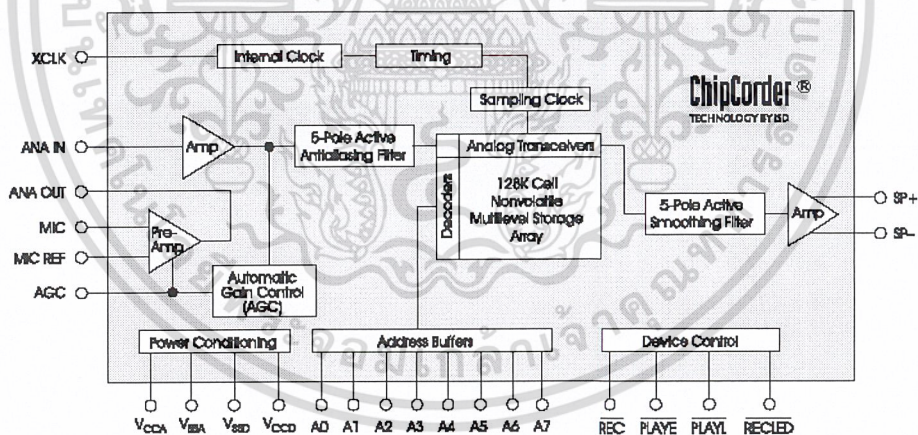 XCLK
Internal Clock
Timing
Sampling Clock
ChipCorder ®
TECHNOLOGY BY ISD
ANA IN
Amp
5-Pole Active
Antialiasing Filter
Analog Transceivers
Decoders
128K Cell
Nonvolatile
Multilevel Storage
Array
5-Pole Active
Smoothing Filter
Amp
SP+
SP–
ANA OUT
MIC
Pre-
Amp
MIC REF
AGC
Automatic
Gain Control
(AGC)
Power Conditioning
Address Buffers
Device Control
VCCA VSSA VSSD VCCD A0 A1 A2 A3 A4 A5 A6 A7 REC PLAYE PLAYL RECLED